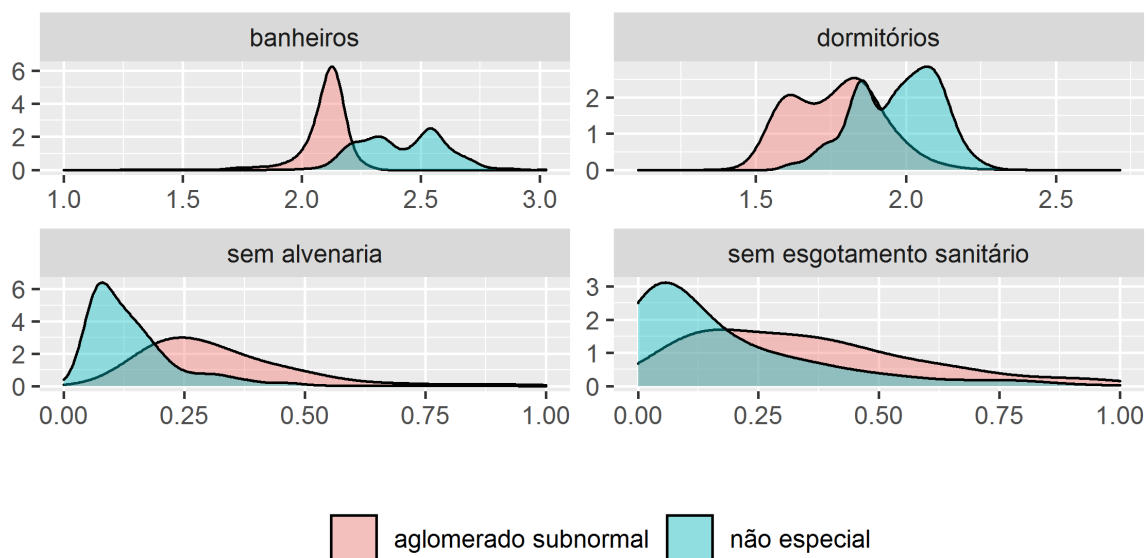 banheiros
6
4
2
0
1.0 1.5 2.0 2.5 3.0
dormitórios
2
1
0
1.5 2.0 2.5
sem alvenaria
6
4
2
0
0.00 0.25 0.50 0.75 1.00
sem esgotamento sanitário
3
2
1
0
0.00 0.25 0.50 0.75 1.00
aglomerado subnormal não especial